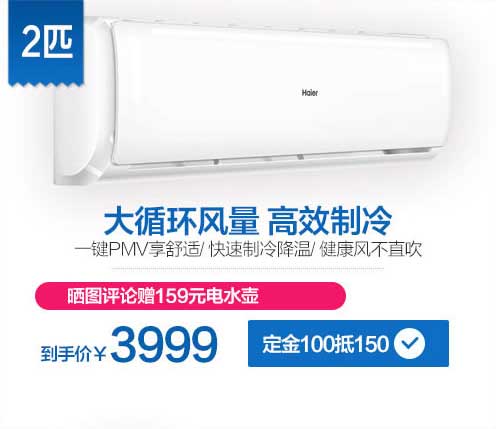 2匹
Haier
大循环风量 高效制冷
一键PMV享舒适/ 快速制冷降温/ 健康风不直吹
晒图评论赠159元电水壶
到手价￥3999
定金100抵150